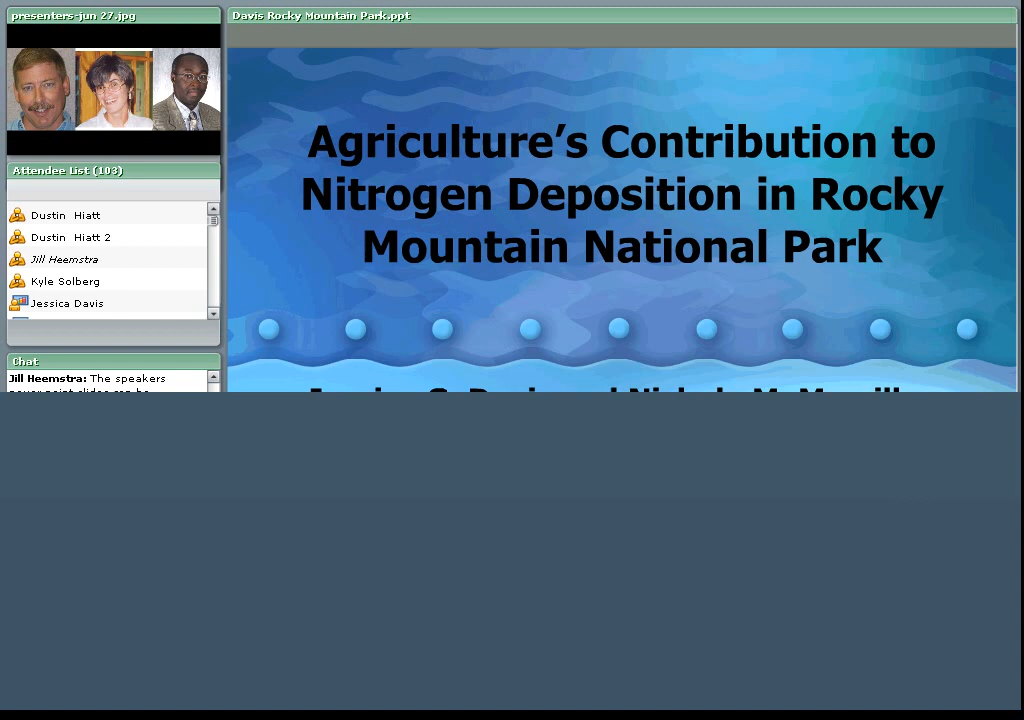 presenters-jun 27.jpg
Davis Rocky Mountain Park.ppt
Attendee List (103)
Dustin Hiatt
Dustin Hiatt 2
Jill Heemstra
Kyle Solberg
Jessica Davis
Chat
Jill Heemstra: The speakers
Agriculture’s Contribution to
Nitrogen Deposition in Rocky
Mountain National Park